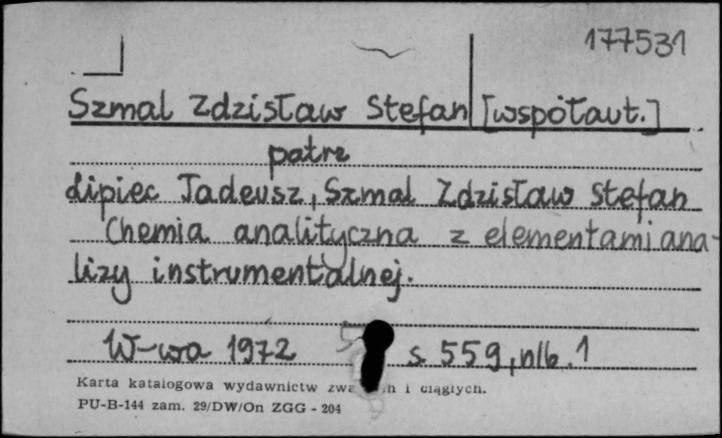 177531
Szmal Zdzisław Stefan [współaut.]
patrz
Lipiec Tadeusz, Szmal Zdzisław Stefan
Chemia analityczna z elementami ana-
lizy instrumentalnej.
W-wa 1972 s. 559, nlb. 1
Karta katalogowa wydawnictw i ciągłych.
PU-B-144 zam. 29/DW/On ZGG - 204